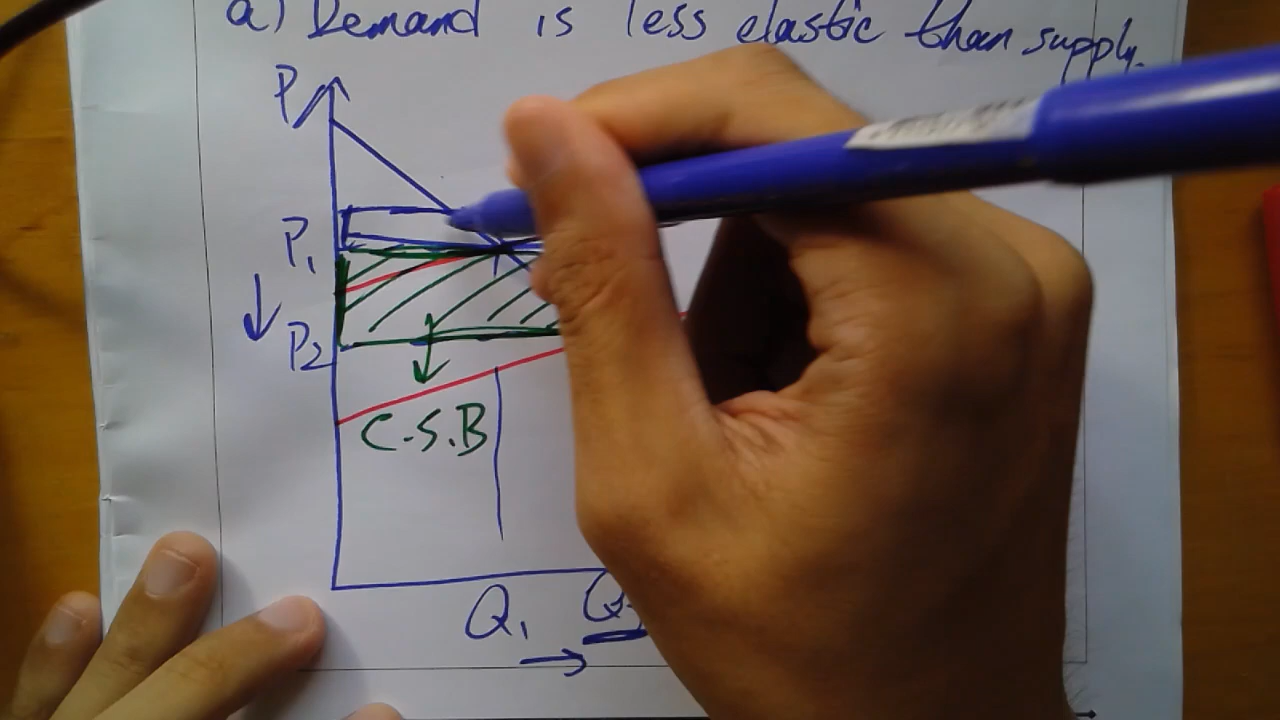 a) Demand is less elastic than supply.
P
P1
P2
C.S.B
Q1